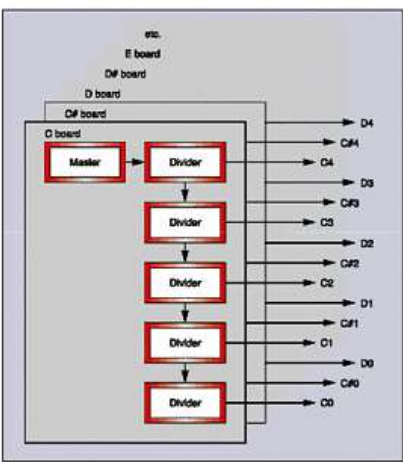 etc.
E board
D# board
D board
C# board
C board
Master
Divider
Divider
Divider
Divider
Divider
D4
C#4
C4
D3
C#3
C3
D2
C#2
C2
D1
C#1
C1
D0
C#0
C0